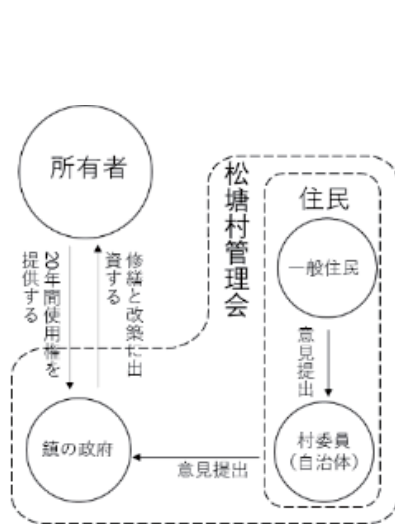 所有者
20年間使用権を
提供する
修繕と改築に出
資する
松塘村管理会
住民
一般住民
意見提出
村委員
（自治体）
意見提出
鎮の政府